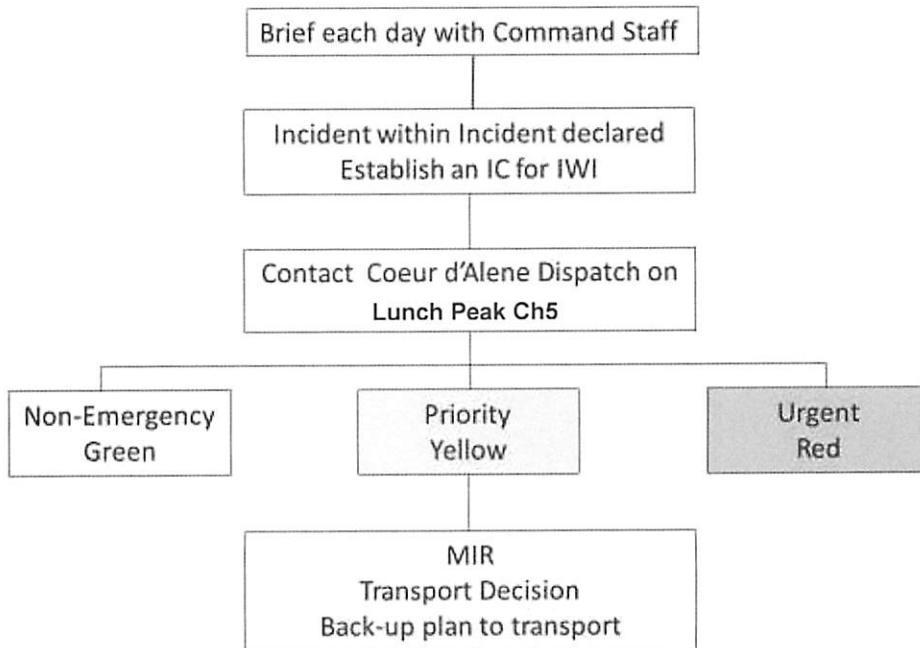 Brief each day with Command Staff
Incident within Incident declared
Establish an IC for IWI
Contact Coeur d'Alene Dispatch on
Lunch Peak Ch5
Non-Emergency
Green
Priority
Yellow
Urgent
Red
MIR
Transport Decision
Back-up plan to transport